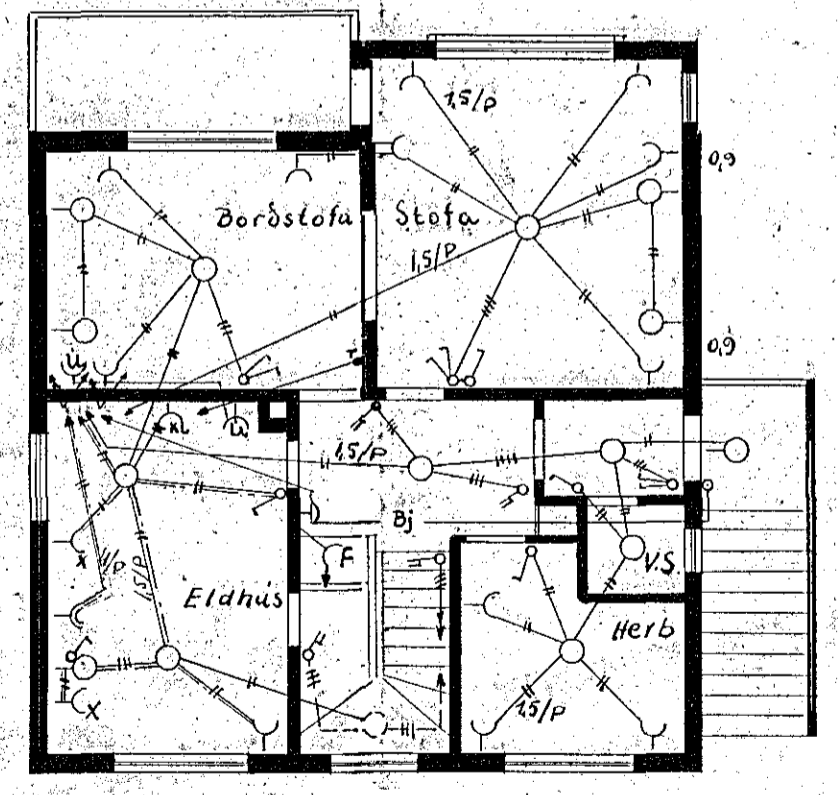 1,5/P
0,9
Borðstofa
Stofa
1,5/P
0,9
ú
kl
ú
1,5/P
Bj
x
1,5/P
F
V.S.
Eldhús
Herb
x
1,5/P